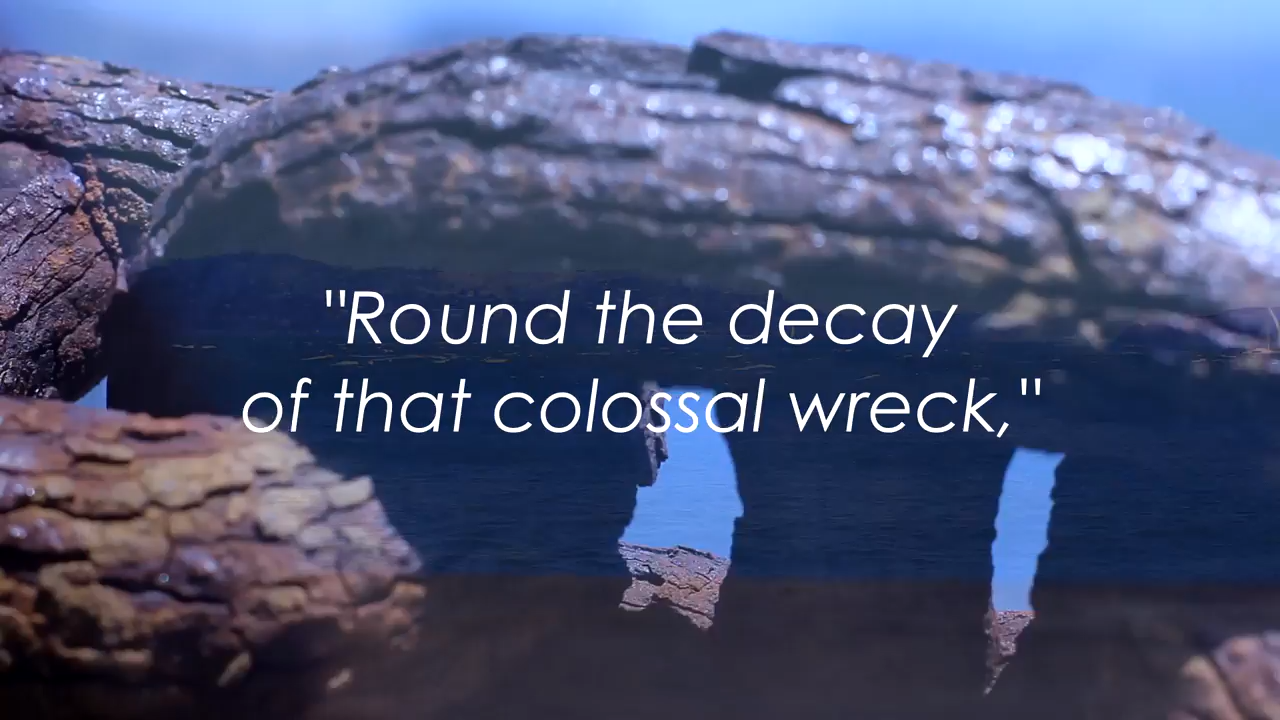 "Round the decay
of that colossal wreck,"